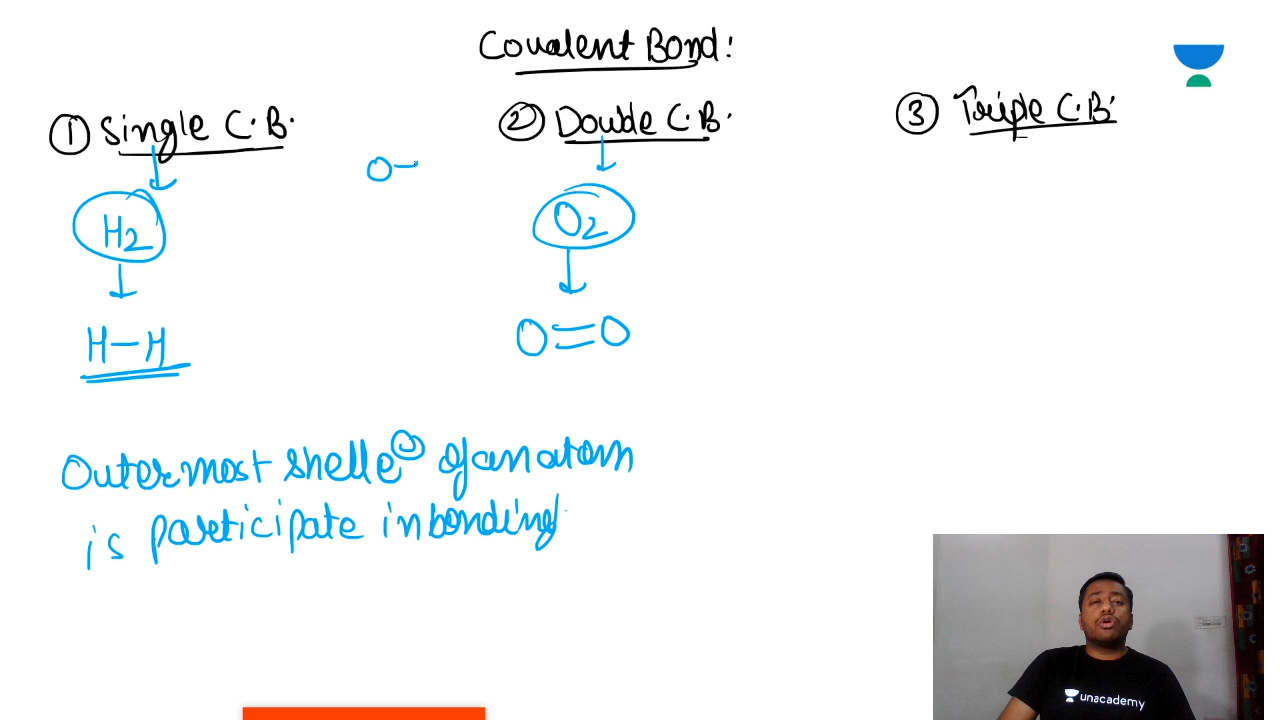 Covalent Bond:
① Single C.B.
② Double C.B.
③ Triple C.B.
H2
H-H
O-
O2
O=O
Outermost shell e⊖ of an atom
is participate in bonding
unacademy